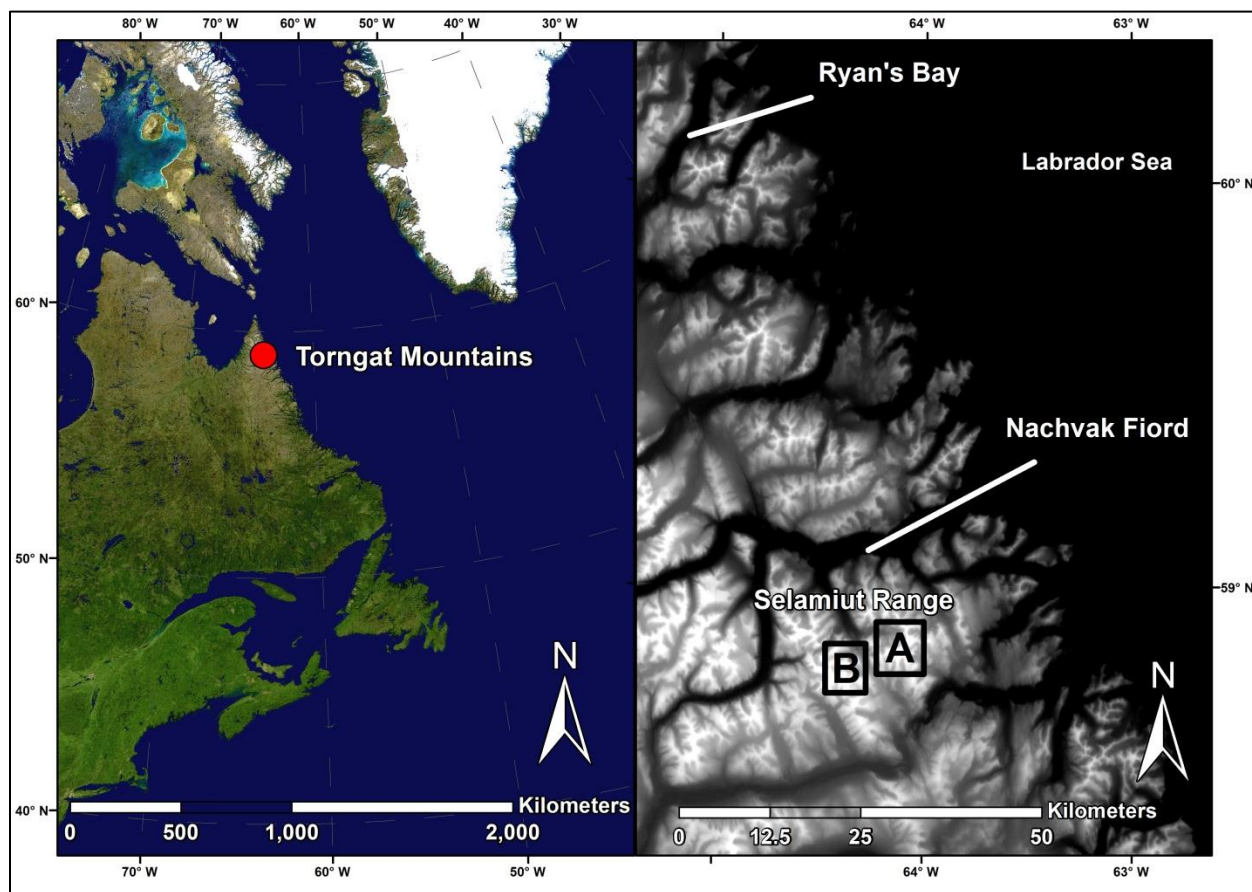 80° W 70° W 60° W 50° W 40° W 30° W
64° W 63° W
Ryan's Bay
Labrador Sea
60° N
60° N
Torngat Mountains
Nachvak Fiord
50° N
59° N
Selamiut Range
A
B
N
N
40° N
Kilometers
0 500 1,000 2,000
Kilometers
0 12.5 25 50
70° W 60° W 50° W
64° W 63° W